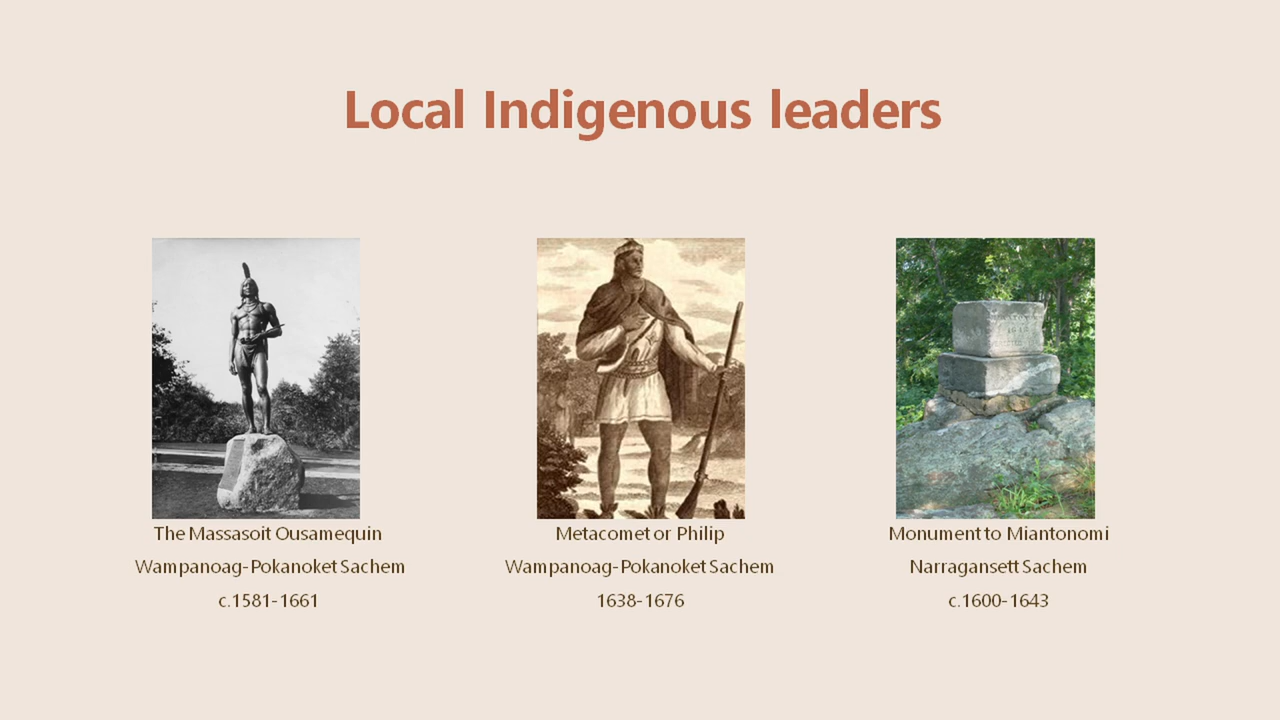 Local Indigenous leaders
The Massasoit Ousamequin
Wampanoag-Pokanoket Sachem
c.1581-1661
Metacomet or Philip
Wampanoag-Pokanoket Sachem
1638-1676
Monument to Miantonomi
Narragansett Sachem
c.1600-1643